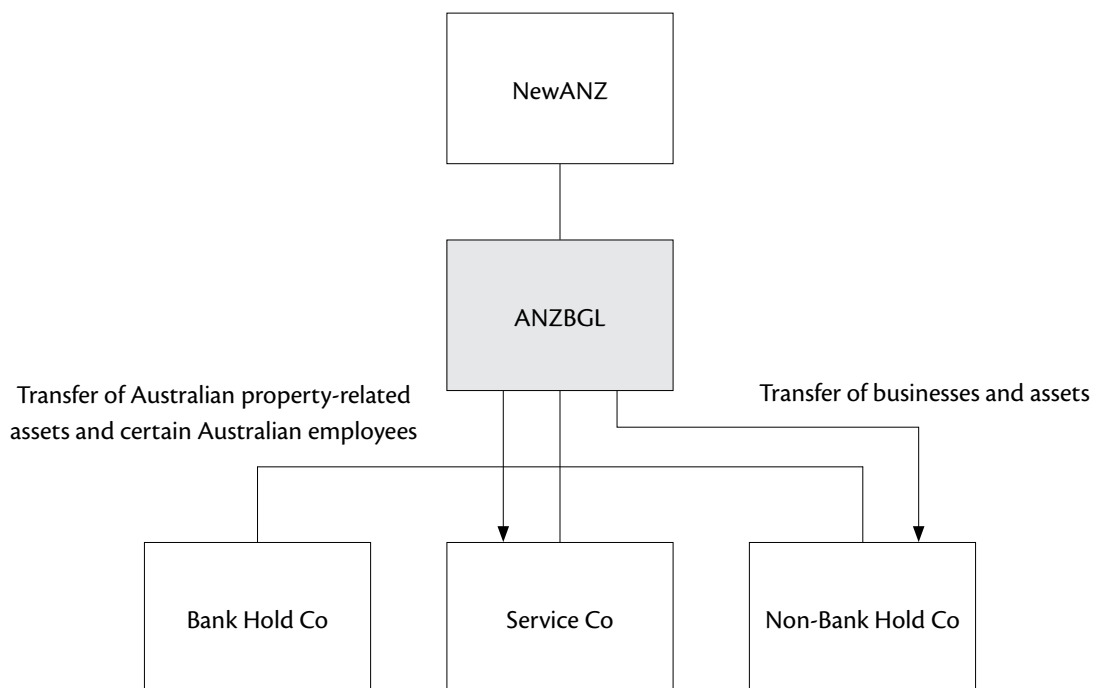 NewANZ
ANZBGL
Transfer of Australian property-related
assets and certain Australian employees
Transfer of businesses and assets
Bank Hold Co
Service Co
Non-Bank Hold Co